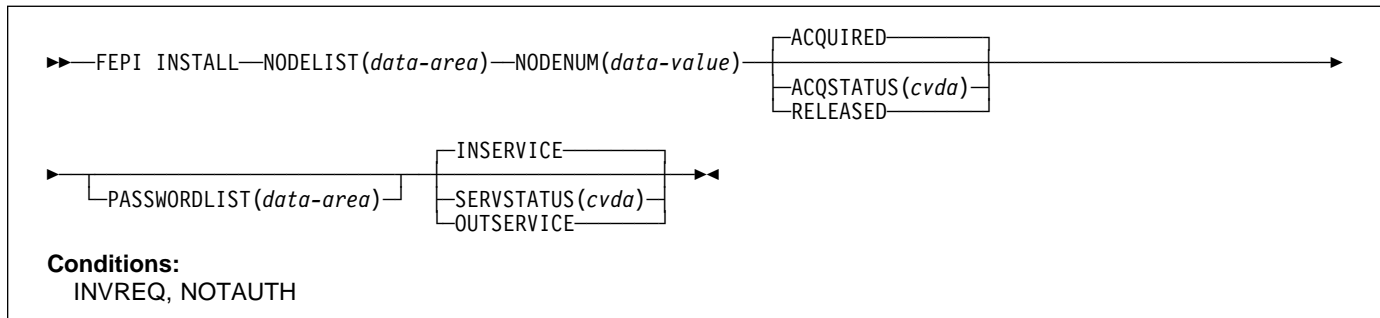 ACQUIRED
FEPI INSTALL NODELIST(data-area) NODENUM(data-value)
ACQSTATUS(cvda)
RELEASED
INSERVICE
PASSWORDLIST(data-area)
SERVSTATUS(cvda)
OUTSERVICE
Conditions:
INVREQ, NOTAUTH